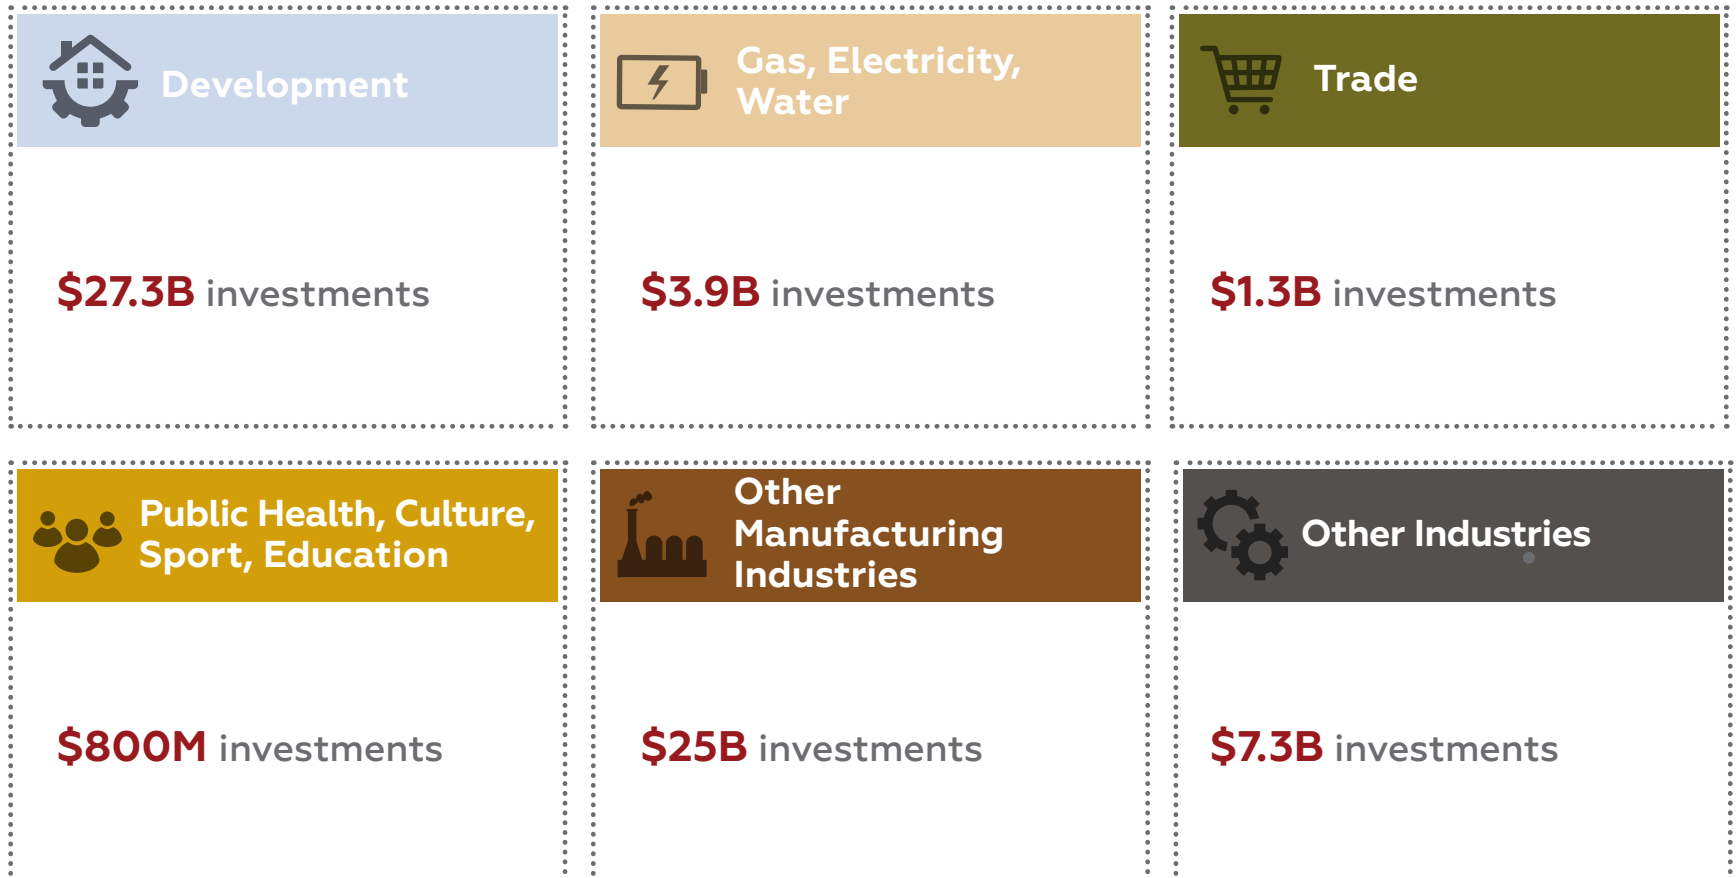 Development
Gas, Electricity,
Water
Trade
$27.3B investments
$3.9B investments
$1.3B investments
Public Health, Culture,
Sport, Education
Other
Manufacturing
Industries
Other Industries
$800M investments
$25B investments
$7.3B investments